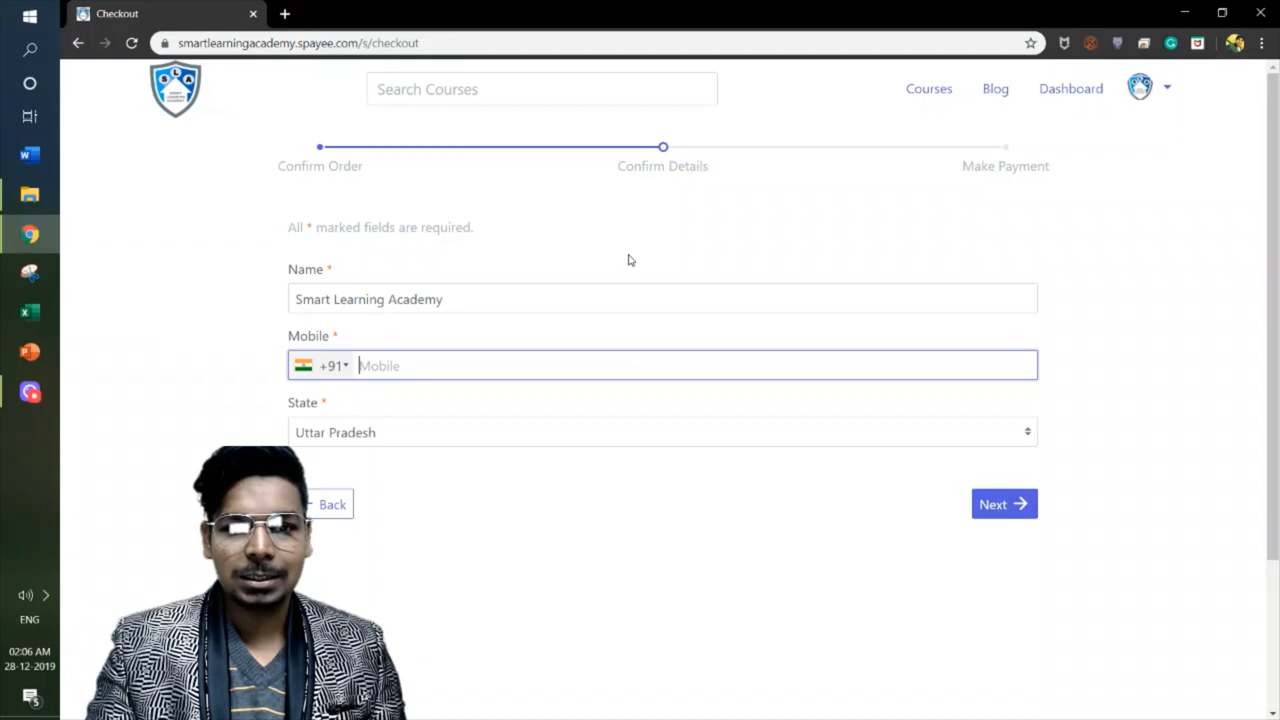 Checkout
smartlearningacademy.spayee.com/s/checkout
S L A
Search Courses
Courses
Blog
Dashboard
Confirm Order
Confirm Details
Make Payment
All * marked fields are required.
Name *
Smart Learning Academy
Mobile *
+91 Mobile
State *
Uttar Pradesh
Back
Next
ENG
02:06 AM
28-12-2019
5